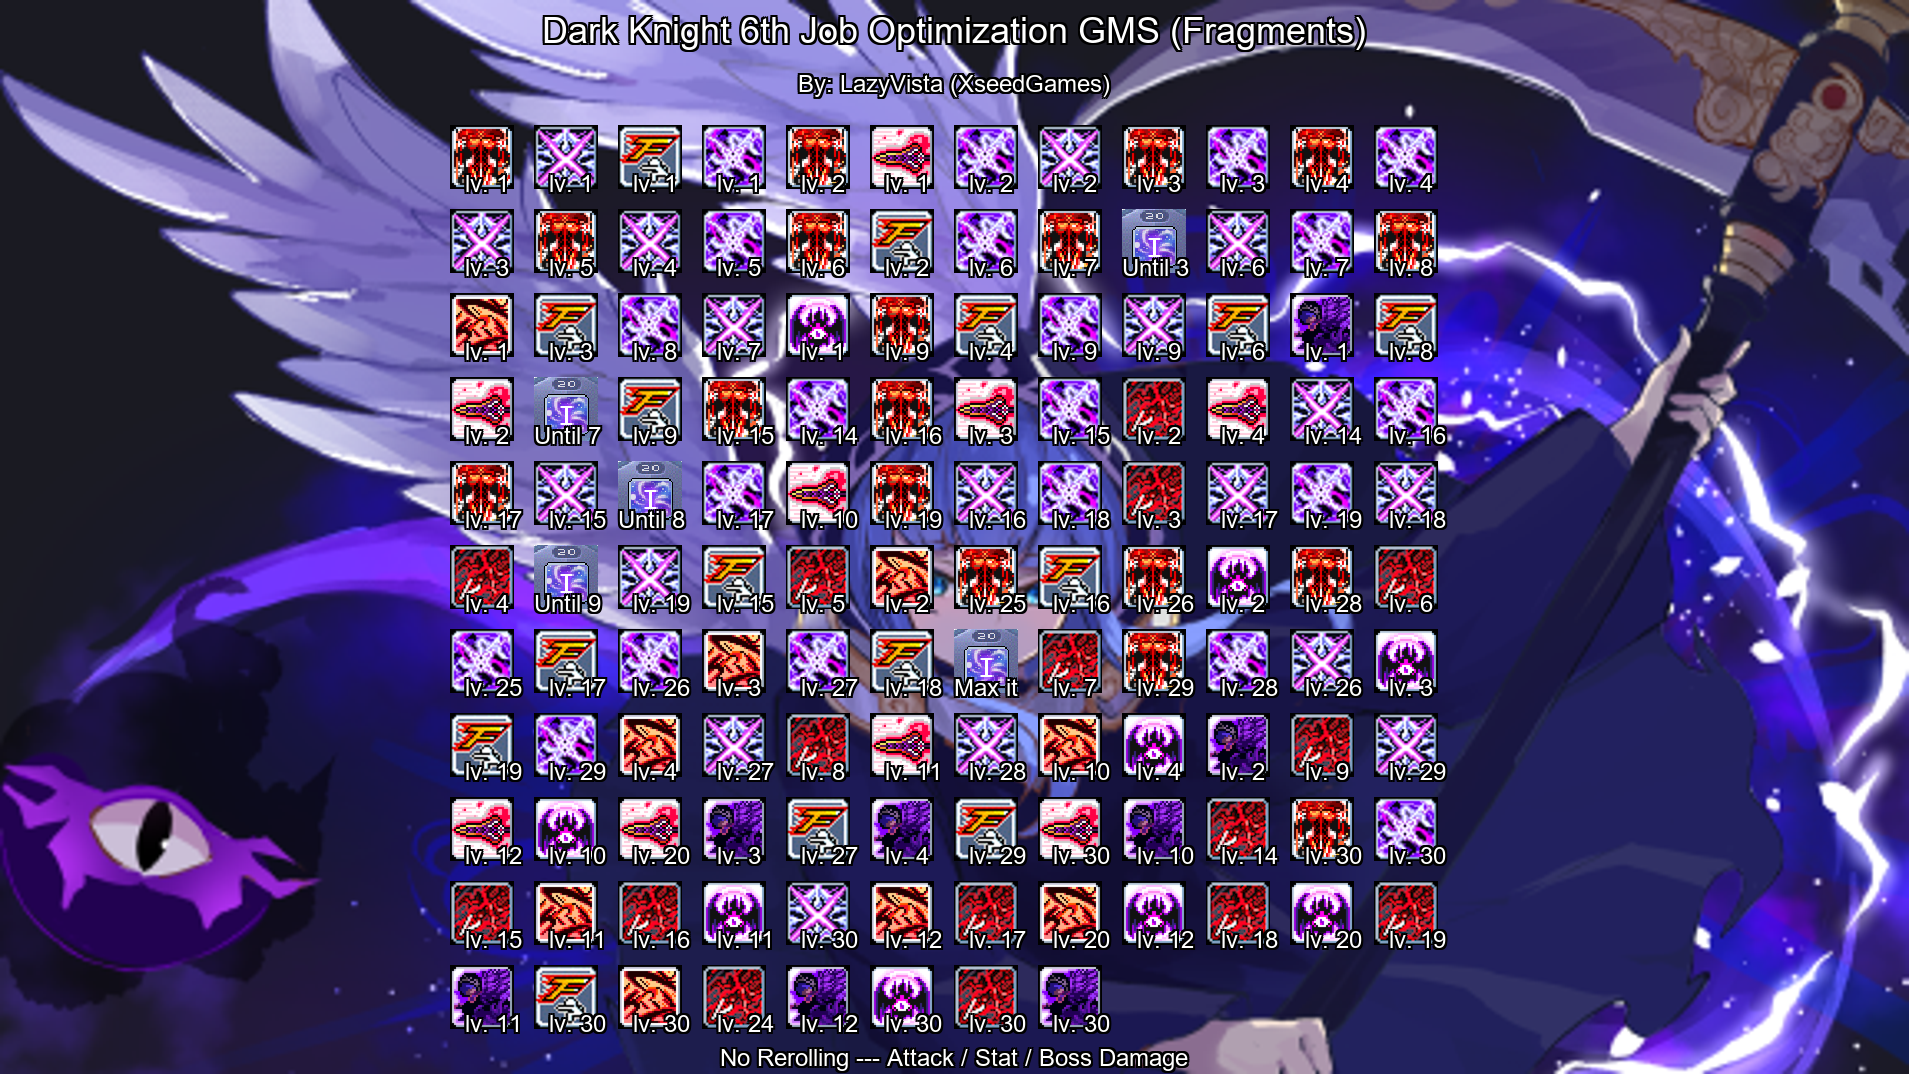 Dark Knight 6th Job Optimization GMS (Fragments)
By: LazyVista (XseedGames)
lv. 1 lv. 1 lv. 1 lv. 1 lv. 2 lv. 1 lv. 2 lv. 2 lv. 3 lv. 3 lv. 4 lv. 4
20
lv. 3 lv. 5 lv. 4 lv. 5 lv. 6 lv. 2 lv. 6 lv. 7 Until 3 lv. 6 lv. 7 lv. 8
lv. 1 lv. 3 lv. 8 lv. 7 lv. 1 lv. 9 lv. 4 lv. 9 lv. 9 lv. 6 lv. 1 lv. 8
20
lv. 2 Until 7 lv. 9 lv. 15 lv. 14 lv. 16 lv. 3 lv. 15 lv. 2 lv. 4 lv. 14 lv. 16
20
lv. 17 lv. 15 Until 8 lv. 17 lv. 10 lv. 19 lv. 16 lv. 18 lv. 3 lv. 17 lv. 19 lv. 18
20
lv. 4 Until 9 lv. 19 lv. 15 lv. 5 lv. 2 lv. 25 lv. 16 lv. 26 lv. 2 lv. 28 lv. 6
20
lv. 25 lv. 17 lv. 26 lv. 3 lv. 27 lv. 18 Max it lv. 7 lv. 29 lv. 28 lv. 26 lv. 3
lv. 19 lv. 29 lv. 4 lv. 27 lv. 8 lv. 11 lv. 28 lv. 10 lv. 4 lv. 2 lv. 9 lv. 29
lv. 12 lv. 10 lv. 20 lv. 3 lv. 27 lv. 4 lv. 29 lv. 30 lv. 10 lv. 14 lv. 30 lv. 30
lv. 15 lv. 11 lv. 16 lv. 11 lv. 30 lv. 12 lv. 17 lv. 20 lv. 12 lv. 18 lv. 20 lv. 19
lv. 11 lv. 30 lv. 30 lv. 24 lv. 12 lv. 30 lv. 30 lv. 30
No Rerolling --- Attack / Stat / Boss Damage